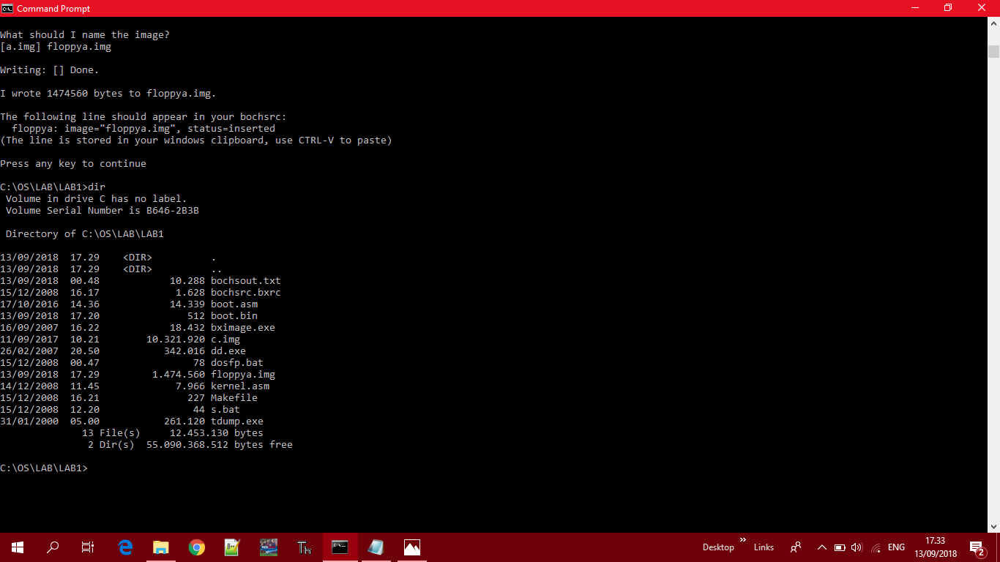 Command Prompt
What should I name the image?
[a.img] floppya.img
Writing: [] Done.
I wrote 1474560 bytes to floppya.img.
The following line should appear in your bochsrc:
  floppya: image="floppya.img", status=inserted
(The line is stored in your windows clipboard, use CTRL-V to paste)
Press any key to continue
C:\OS\LAB\LAB1>dir
 Volume in drive C has no label.
 Volume Serial Number is B646-2B3B
 Directory of C:\OS\LAB\LAB1
13/09/2018  17.29    <DIR>          .
13/09/2018  17.29    <DIR>          ..
13/09/2018  00.48            10.288 bochsout.txt
15/12/2008  16.17             1.628 bochsrc.bxrc
17/10/2016  14.36            14.339 boot.asm
13/09/2018  17.20               512 boot.bin
16/09/2007  16.22            18.432 bximage.exe
11/09/2017  10.21        10.321.920 c.img
26/02/2007  20.50           342.016 dd.exe
15/12/2008  00.47                78 dosfp.bat
13/09/2018  17.29         1.474.560 floppya.img
14/12/2008  11.45             7.966 kernel.asm
15/12/2008  16.21               227 Makefile
15/12/2008  12.20                44 s.bat
31/01/2000  05.00           261.120 tdump.exe
              13 File(s)     12.453.130 bytes
               2 Dir(s)  55.090.368.512 bytes free
C:\OS\LAB\LAB1>
Desktop » Links ENG 17.33
13/09/2018 2